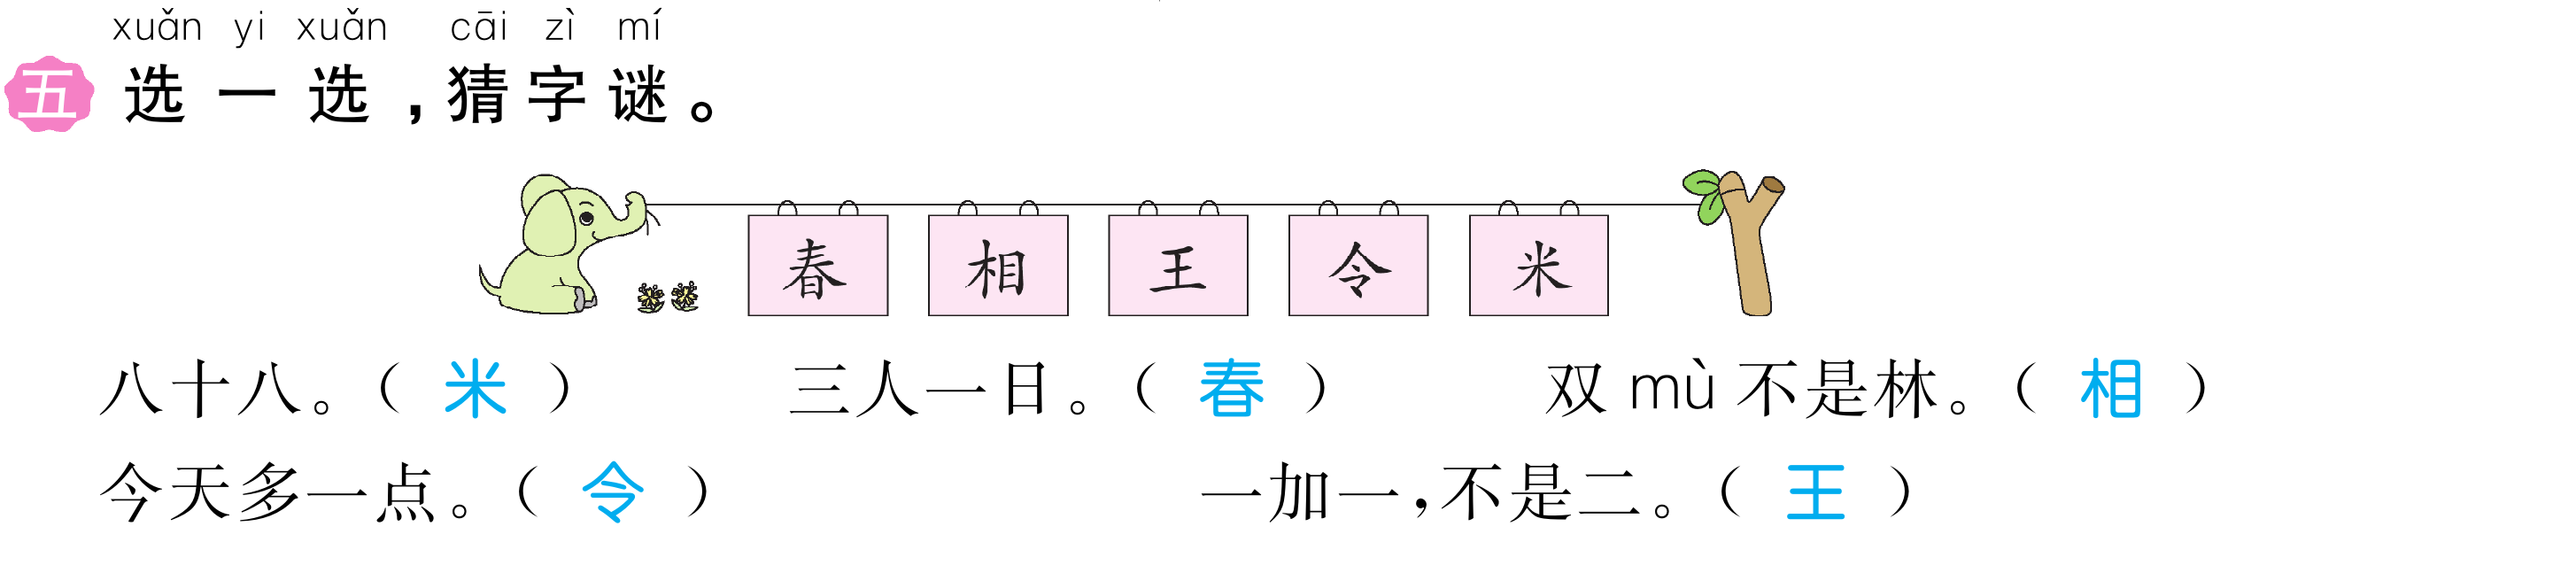 xuǎn yi xuǎn cāi zì mí
五 选一选，猜字谜。
春 相 王 令 米
八十八。（ 米 ） 三人一日。（ 春 ） 双 mù 不是林。（ 相 ）
今天多一点。（ 令 ） 一加一，不是二。（ 王 ）